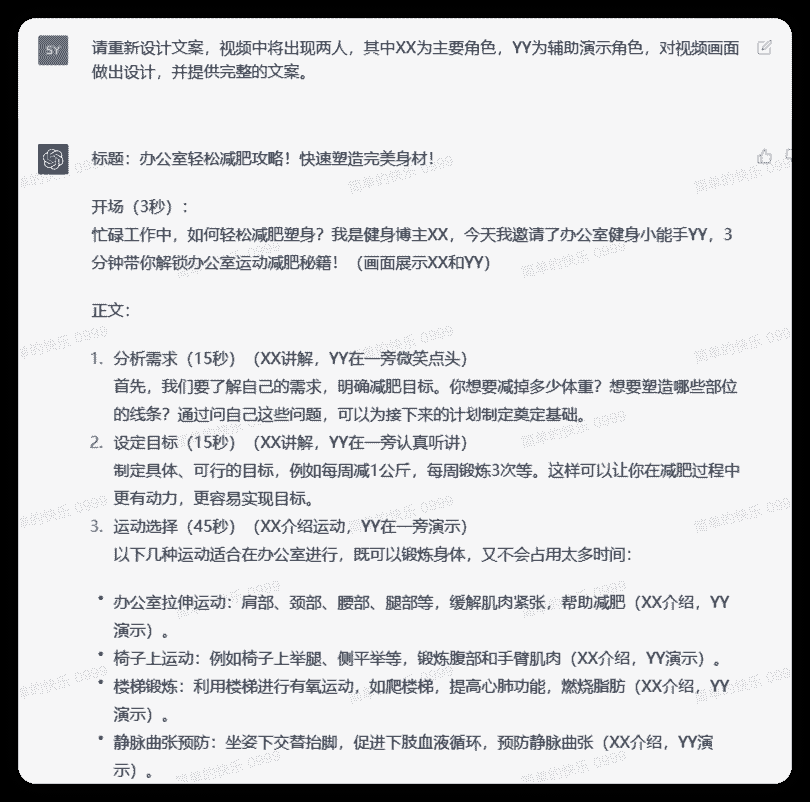 SY
请重新设计文案，视频中将出现两人，其中XX为主要角色，YY为辅助演示角色，对视频画面
做出设计，并提供完整的文案。
标题：办公室轻松减肥攻略！快速塑造完美身材！
开场（3秒）：
忙碌工作中，如何轻松减肥塑身？我是健身博主XX，今天我邀请了办公室健身小能手YY，3
分钟带你解锁办公室运动减肥秘籍！（画面展示XX和YY）
正文：
1. 分析需求（15秒）（XX讲解，YY在一旁微笑点头）
首先，我们要了解自己的需求，明确减肥目标。你想要减掉多少体重？想要塑造哪些部位
的线条？通过问自己这些问题，可以为接下来的计划制定奠定基础。
2. 设定目标（15秒）（XX讲解，YY在一旁认真听讲）
制定具体、可行的目标，例如每周减1公斤，每周锻炼3次等。这样可以让你在减肥过程中
更有动力，更容易实现目标。
3. 运动选择（45秒）（XX介绍运动，YY在一旁演示）
以下几种运动适合在办公室进行，既可以锻炼身体，又不会占用太多时间：
• 办公室拉伸运动：肩部、颈部、腰部、腿部等，缓解肌肉紧张，帮助减肥（XX介绍，YY
演示）。
• 椅子上运动：例如椅子上举腿、侧平举等，锻炼腹部和手臂肌肉（XX介绍，YY演示）。
• 楼梯锻炼：利用楼梯进行有氧运动，如爬楼梯，提高心肺功能，燃烧脂肪（XX介绍，YY
演示）。
• 静脉曲张预防：坐姿下交替抬脚，促进下肢血液循环，预防静脉曲张（XX介绍，YY演
示）。
简单的快乐 0999